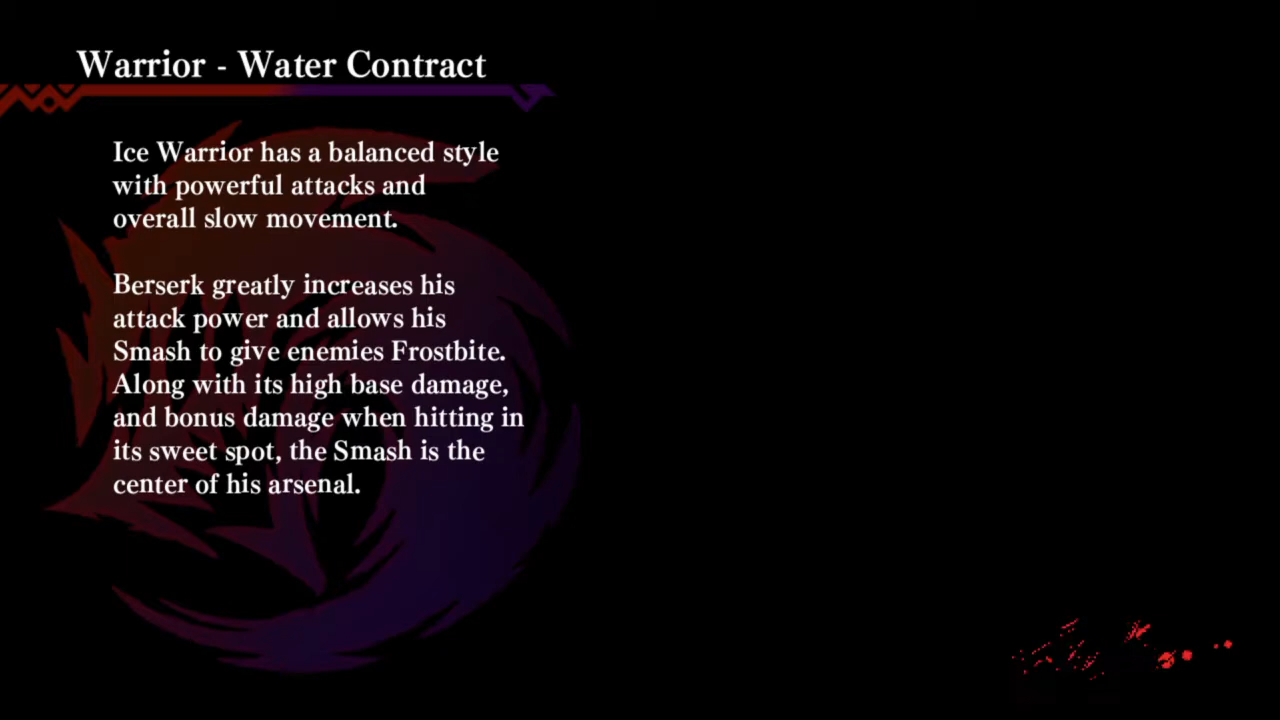 Warrior - Water Contract
Ice Warrior has a balanced style
with powerful attacks and
overall slow movement.
Berserk greatly increases his
attack power and allows his
Smash to give enemies Frostbite.
Along with its high base damage,
and bonus damage when hitting in
its sweet spot, the Smash is the
center of his arsenal.